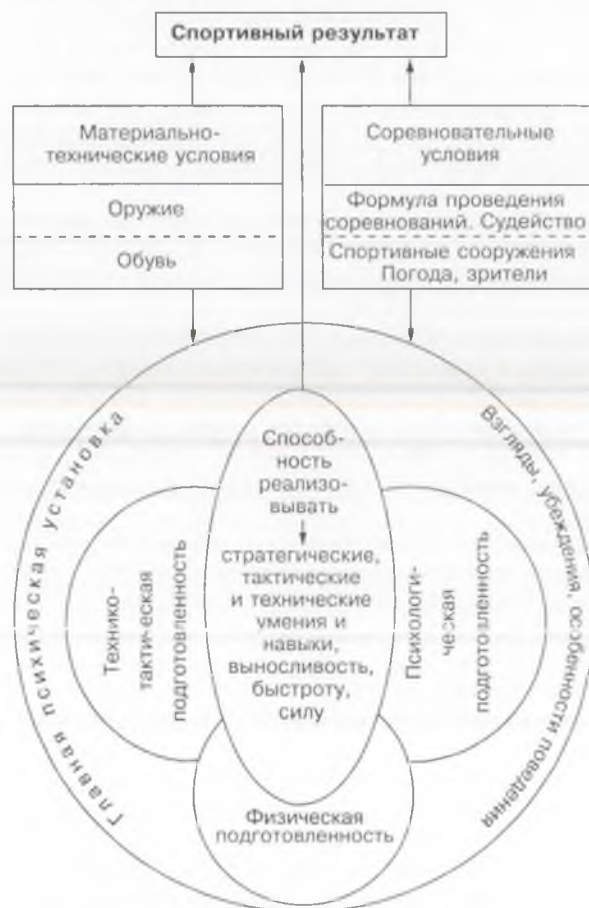 Спортивный результат
Материально-
технические условия
Оружие
Обувь
Соревновательные
условия
Формула проведения
соревнований. Судейство
Спортивные сооружения
Погода, зрители
Главная психическая установка
Взгляды, убеждения, особенности поведения
Способ-
ность
реализо-
вывать
стратегические,
тактические
и технические
умения и
навыки,
выносливость,
быстроту,
силу
Технико-
тактическая
подготовленность
Психологи-
ческая
подготовленность
Физическая
подготовленность